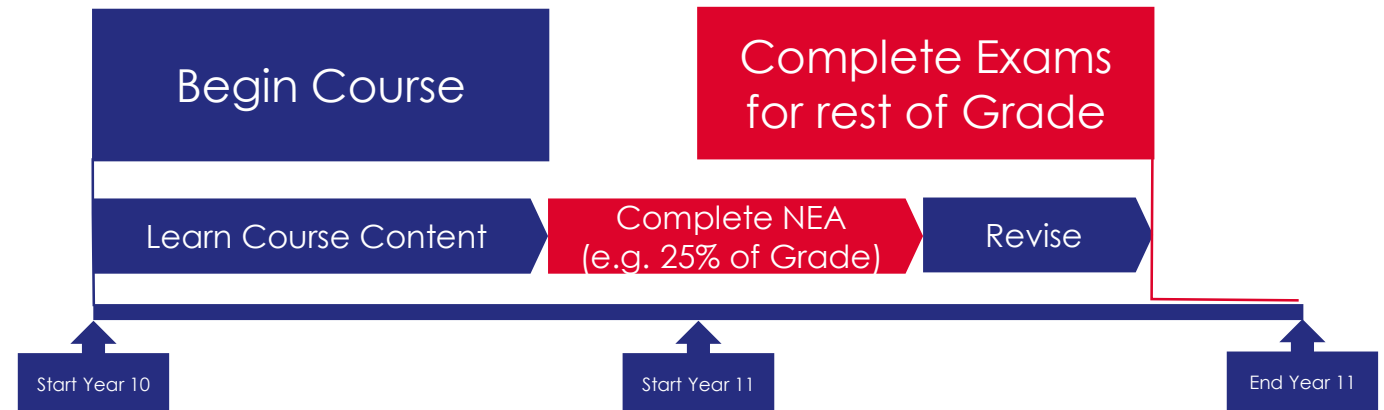 Begin Course
Complete Exams
for rest of Grade
Learn Course Content
Complete NEA
(e.g. 25% of Grade)
Revise
Start Year 10
Start Year 11
End Year 11